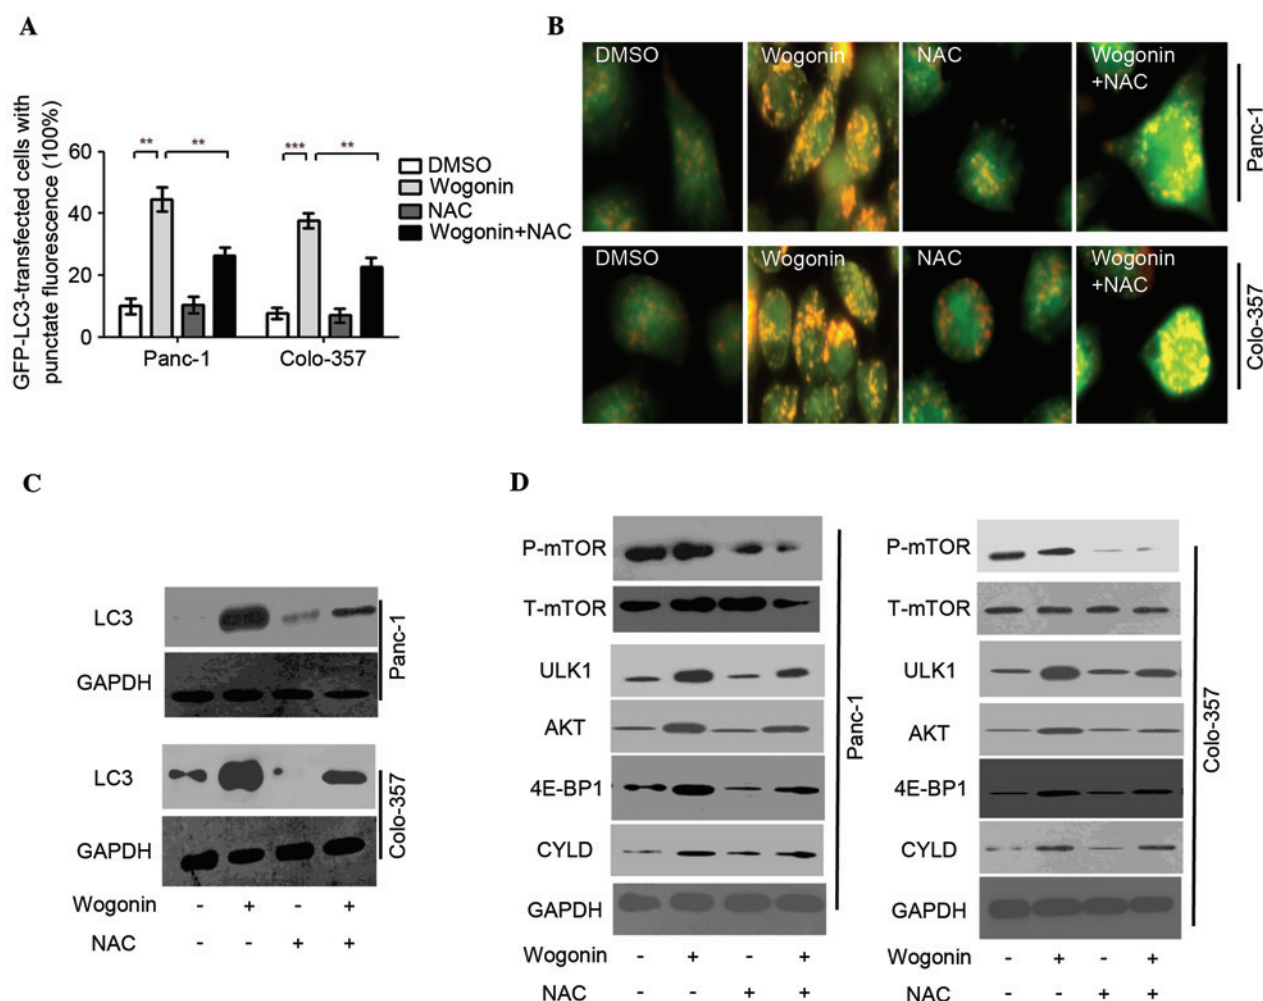 A
GFP-LC3-transfected cells with
punctate fluorescence (100%)
60
40
20
0
** **
*** **
Panc-1
Colo-357
DMSO
Wogonin
NAC
Wogonin+NAC
B
DMSO
Wogonin
NAC
Wogonin
+NAC
Panc-1
DMSO
Wogonin
NAC
Wogonin
+NAC
Colo-357
C
LC3
GAPDH
Panc-1
LC3
GAPDH
Colo-357
Wogonin - + - +
NAC - - + +
D
P-mTOR
T-mTOR
ULK1
AKT
4E-BP1
CYLD
GAPDH
Panc-1
Wogonin - + - +
NAC - - + +
P-mTOR
T-mTOR
ULK1
AKT
4E-BP1
CYLD
GAPDH
Colo-357
Wogonin - + - +
NAC - - + +